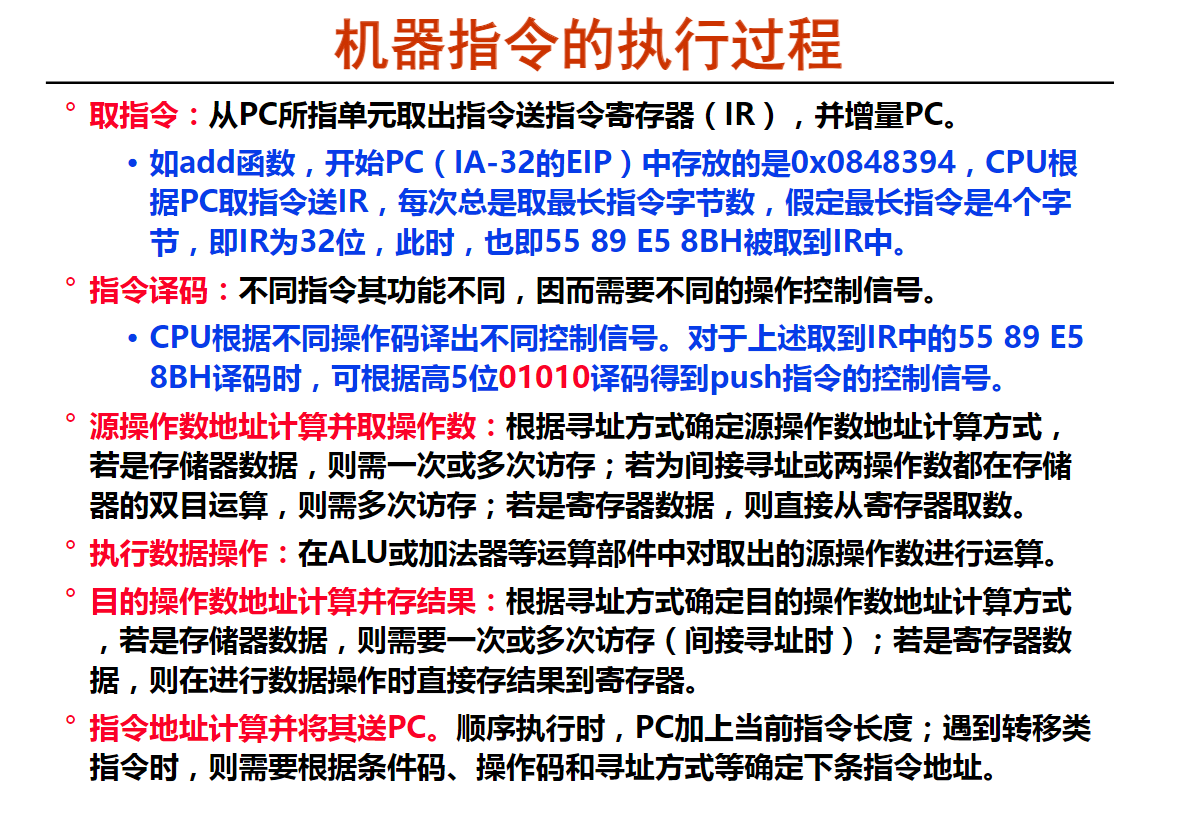 机器指令的执行过程
° 取指令：从PC所指单元取出指令送指令寄存器（IR），并增量PC。
• 如add函数，开始PC（IA-32的EIP）中存放的是0x0848394，CPU根
据PC取指令送IR，每次总是取最长指令字节数，假定最长指令是4个字
节，即IR为32位，此时，也即55 89 E5 8BH被取到IR中。
° 指令译码：不同指令其功能不同，因而需要不同的操作控制信号。
• CPU根据不同操作码译出不同控制信号。对于上述取到IR中的55 89 E5
8BH译码时，可根据高5位01010译码得到push指令的控制信号。
° 源操作数地址计算并取操作数：根据寻址方式确定源操作数地址计算方式，
若是存储器数据，则需一次或多次访存；若为间接寻址或两操作数都在存储
器的双目运算，则需多次访存；若是寄存器数据，则直接从寄存器取数。
° 执行数据操作：在ALU或加法器等运算部件中对取出的源操作数进行运算。
° 目的操作数地址计算并存结果：根据寻址方式确定目的操作数地址计算方式
，若是存储器数据，则需要一次或多次访存（间接寻址时）；若是寄存器数
据，则在进行数据操作时直接存结果到寄存器。
° 指令地址计算并将其送PC。顺序执行时，PC加上当前指令长度；遇到转移类
指令时，则需要根据条件码、操作码和寻址方式等确定下条指令地址。